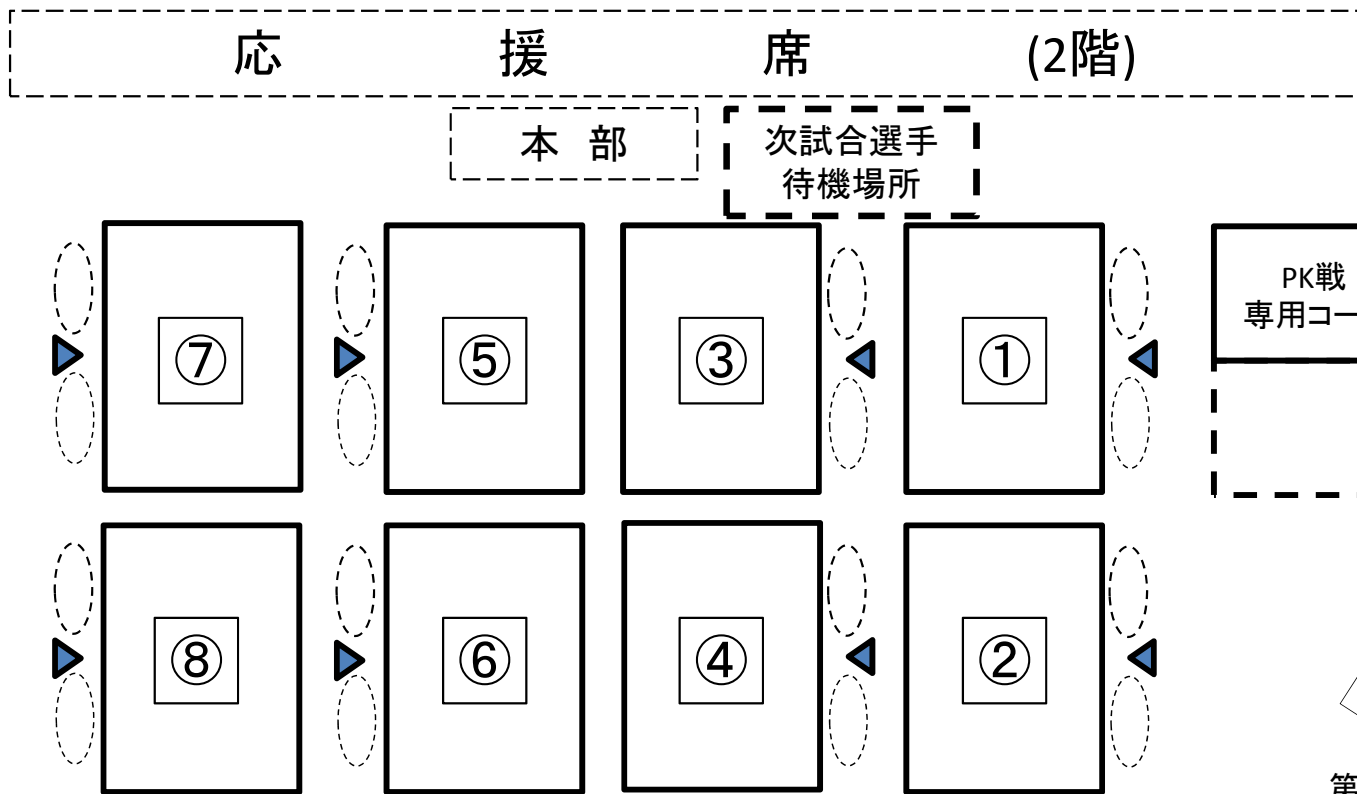 応 援 席 (2階)
本 部
次試合選手
待機場所
PK戦
専用コー
⑦ ⑤ ③ ①
⑧ ⑥ ④ ②
第